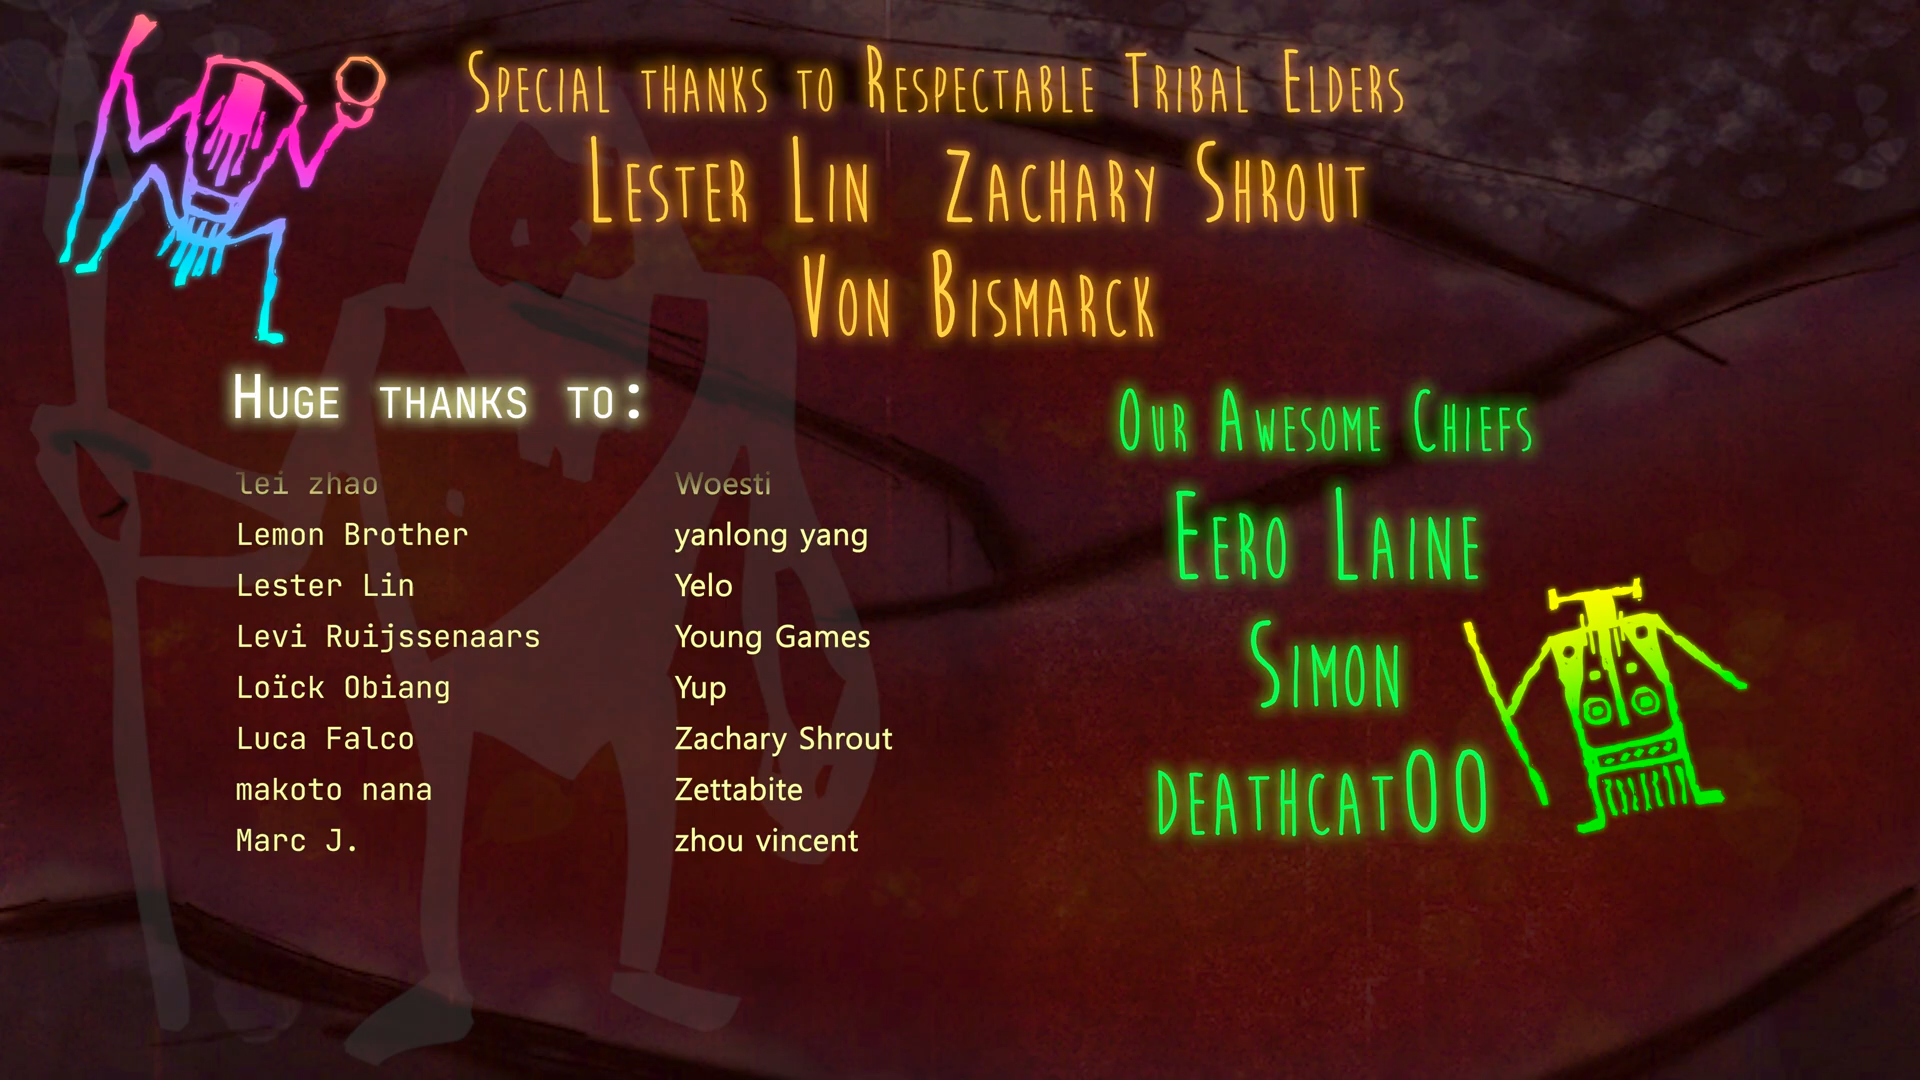 Special thanks to Respectable Tribal Elders
Lester Lin Zachary Shrout
Von Bismarck
Huge thanks to:
lei zhao
Lemon Brother
Lester Lin
Levi Ruijssenaars
Loïck Obiang
Luca Falco
makoto nana
Marc J.
Woesti
yanlong yang
Yelo
Young Games
Yup
Zachary Shrout
Zettabite
zhou vincent
Our Awesome Chiefs
Eero Laine
Simon
deathcat00